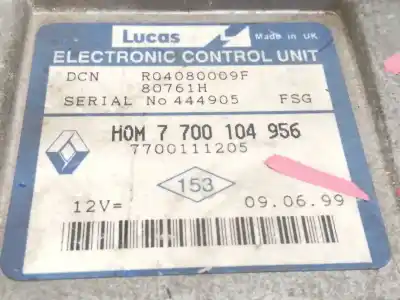 Lucas Made in UK
ELECTRONIC CONTROL UNIT
DCN R04080009F
80761H
SERIAL No 444905 FSG
HOM 7 700 104 956
7700111205
153
12V= 09.06.99